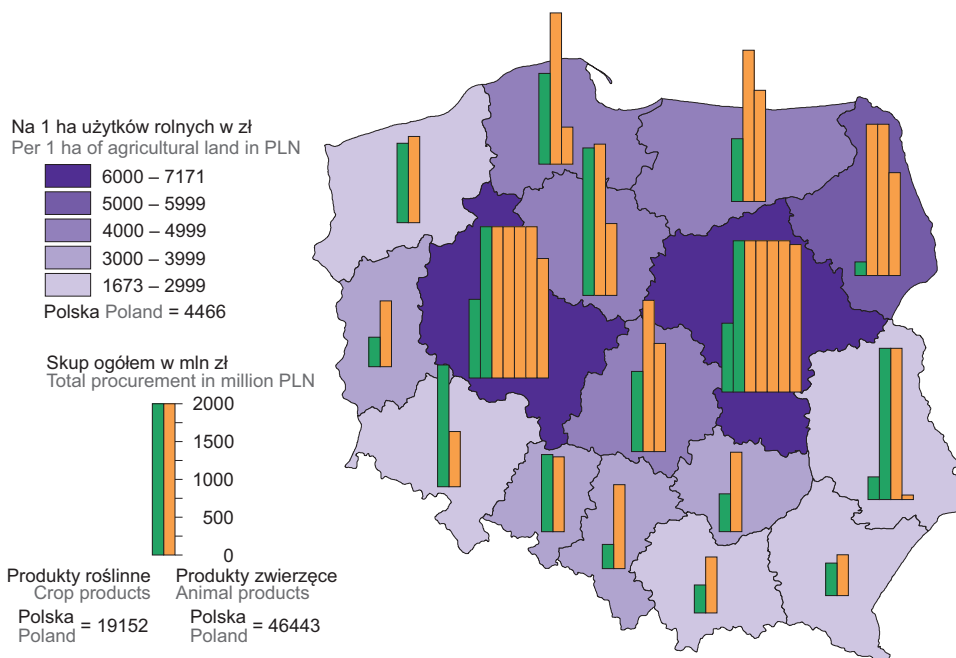 Na 1 ha użytków rolnych w zł
Per 1 ha of agricultural land in PLN
6000 – 7171
5000 – 5999
4000 – 4999
3000 – 3999
1673 – 2999
Polska Poland = 4466
Skup ogółem w mln zł
Total procurement in million PLN
2000
1500
1000
500
0
Produkty roślinne
Crop products
Polska
Poland = 19152
Produkty zwierzęce
Animal products
Polska
Poland = 46443